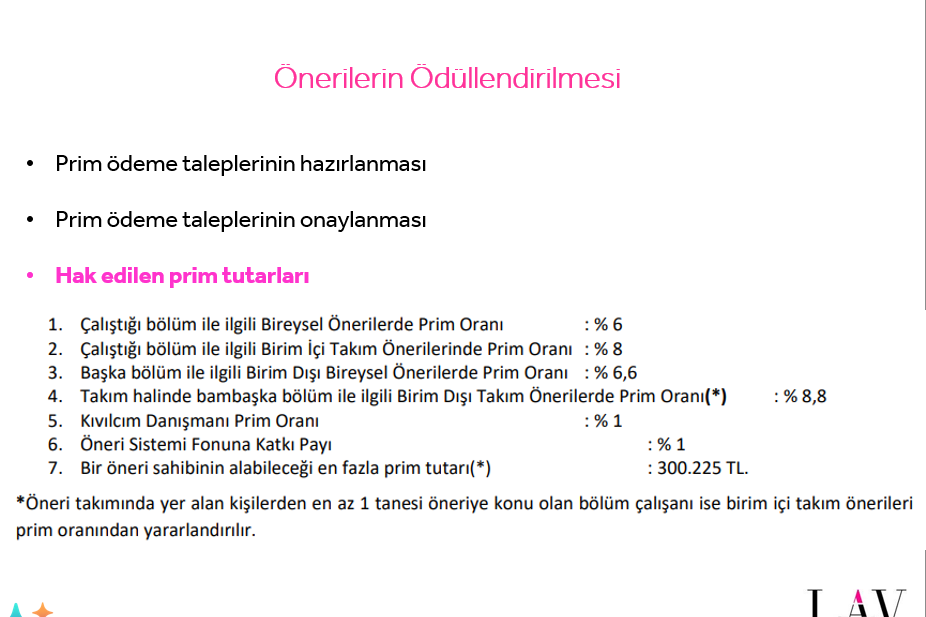 Önerilerin Ödüllendirilmesi
• Prim ödeme taleplerinin hazırlanması
• Prim ödeme taleplerinin onaylanması
• Hak edilen prim tutarları
1. Çalıştığı bölüm ile ilgili Bireysel Önerilerde Prim Oranı : % 6
2. Çalıştığı bölüm ile ilgili Birim İçi Takım Önerilerinde Prim Oranı : % 8
3. Başka bölüm ile ilgili Birim Dışı Bireysel Önerilerde Prim Oranı : % 6,6
4. Takım halinde bambaşka bölüm ile ilgili Birim Dışı Takım Önerilerde Prim Oranı(*) : % 8,8
5. Kıvılcım Danışmanı Prim Oranı : % 1
6. Öneri Sistemi Fonuna Katkı Payı : % 1
7. Bir öneri sahibinin alabileceği en fazla prim tutarı(*) : 300.225 TL.
*Öneri takımında yer alan kişilerden en az 1 tanesi öneriye konu olan bölüm çalışanı ise birim içi takım önerileri
prim oranından yararlandırılır.
LAV